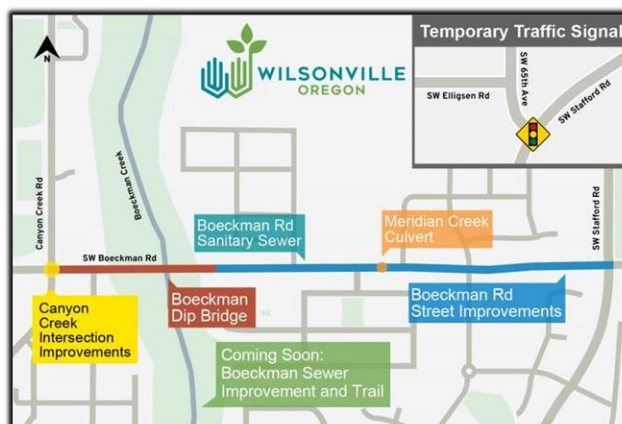 Temporary Traffic Signal
SW 65th Ave
SW Elligsen Rd
SW Stafford Rd
N
WILSONVILLE
OREGON
Canyon Creek Rd
Boeckman Creek
SW Boeckman Rd
Boeckman Rd
Sanitary Sewer
Meridian Creek
Culvert
SW Stafford Rd
Canyon
Creek
Intersection
Improvements
Boeckman
Dip Bridge
Boeckman Rd
Street Improvements
Coming Soon:
Boeckman Sewer
Improvement and Trail